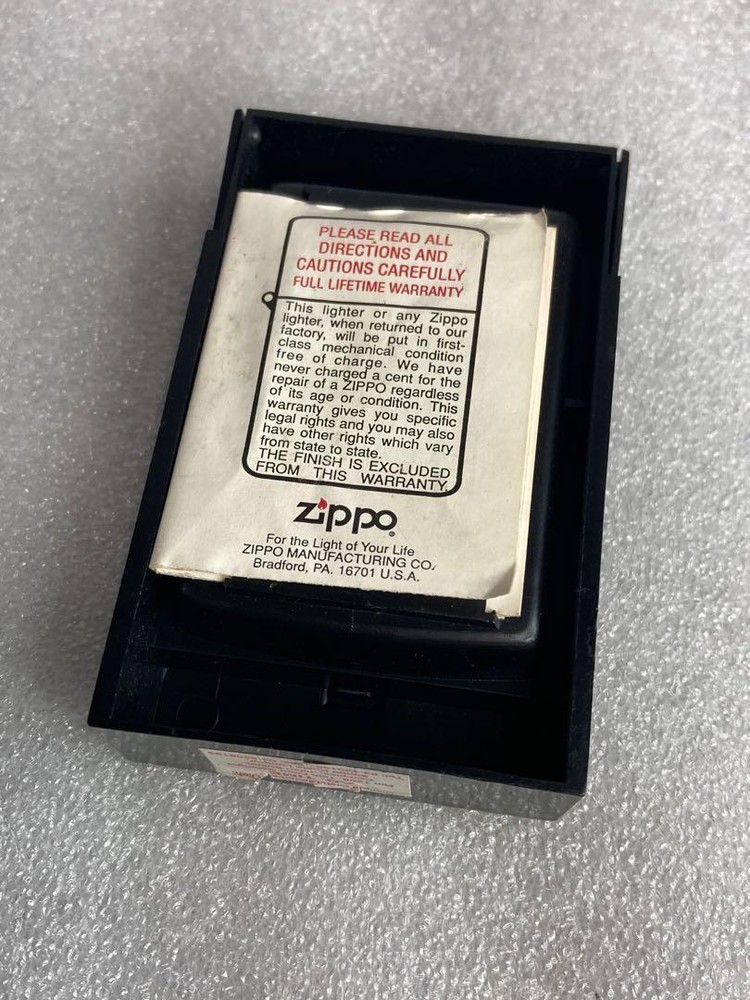 PLEASE READ ALL
DIRECTIONS AND
CAUTIONS CAREFULLY
FULL LIFETIME WARRANTY
This lighter or any Zippo
lighter, when returned to our
factory, will be put in first-
class mechanical condition
free of charge. We have
never charged a cent for the
repair of a ZIPPO regardless
of its age or condition. This
warranty gives you specific
legal rights and you may also
have other rights which vary
from state to state.
THE FINISH IS EXCLUDED
FROM THIS WARRANTY.
Zippo®
For the Light of Your Life
ZIPPO MANUFACTURING CO.
Bradford, PA. 16701 U.S.A.